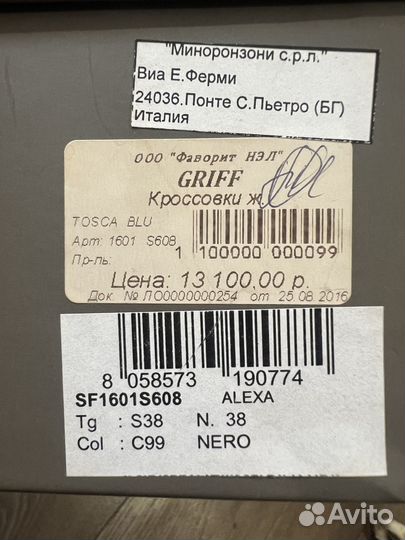 "Миноронзони с.р.л."
Виа Е.Ферми
24036.Понте С.Пьетро (БГ)
Италия
ООО "Фаворит НЭЛ"
GRIFF
Кроссовки ж.
TOSCA BLU
Арт: 1601 S608
1 100000 000099
Пр-ль:
Цена: 13 100,00 р.
Док. № ЛО0000000254 от 25.08.2016
8 058573 190774
SF1601S608 ALEXA
Tg : S38 N. 38
Col : C99 NERO
Avito